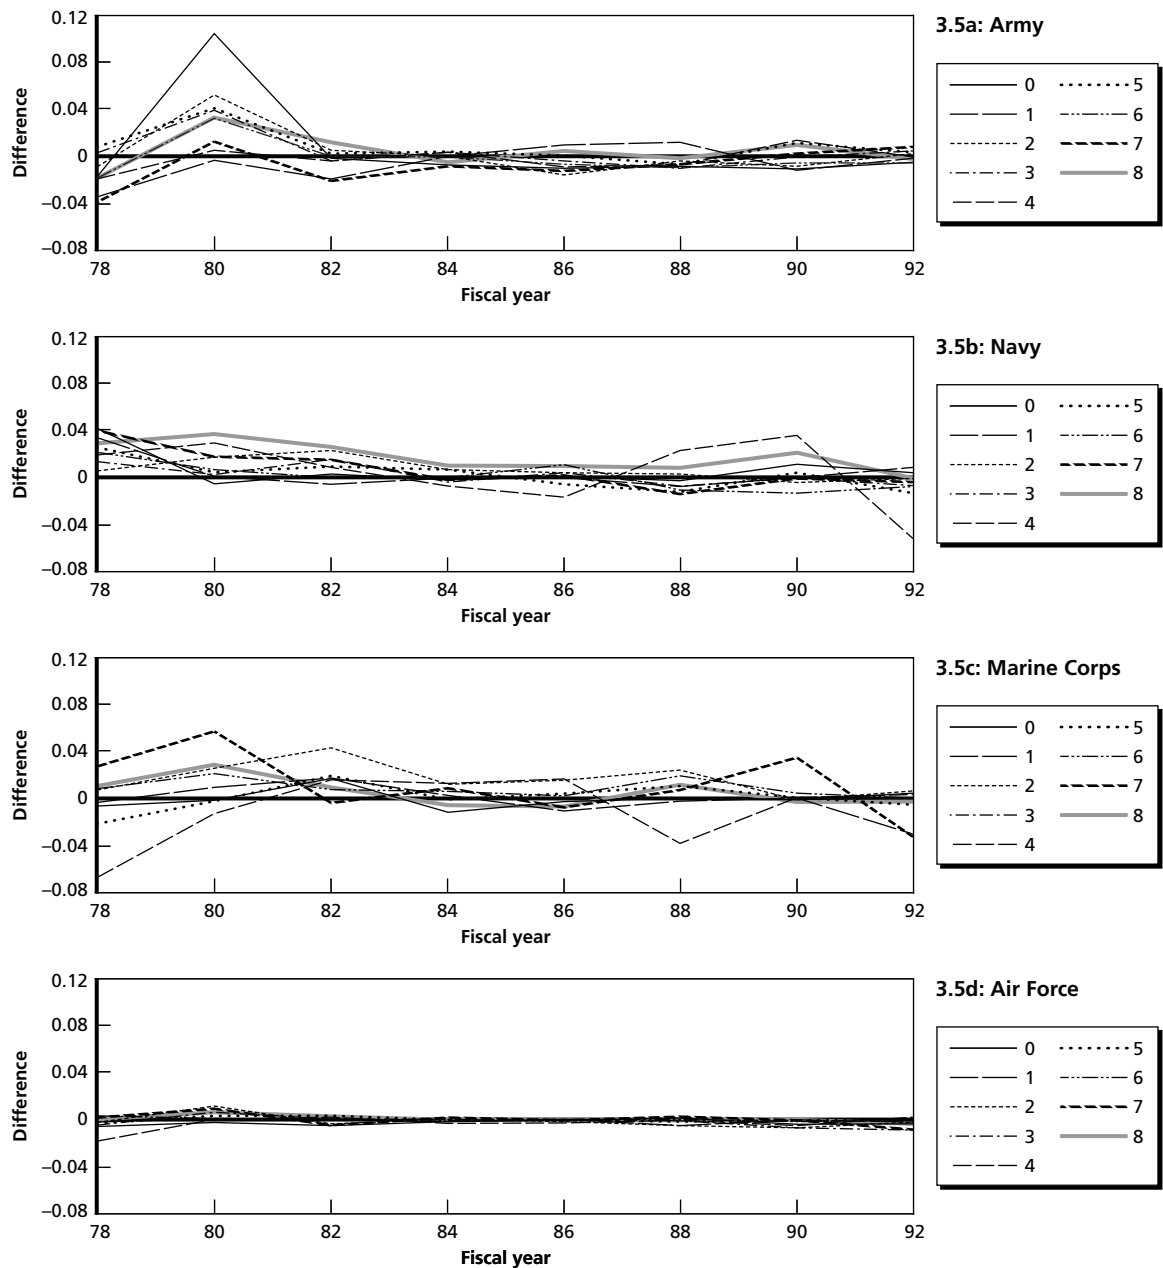 3.5a: Army
0.12
0.08
0.04
0
–0.04
–0.08
Difference
78 80 82 84 86 88 90 92
Fiscal year
0 5
1 6
2 7
3 8
4
3.5b: Navy
0.12
0.08
0.04
0
–0.04
–0.08
Difference
78 80 82 84 86 88 90 92
Fiscal year
0 5
1 6
2 7
3 8
4
3.5c: Marine Corps
0.12
0.08
0.04
0
–0.04
–0.08
Difference
78 80 82 84 86 88 90 92
Fiscal year
0 5
1 6
2 7
3 8
4
3.5d: Air Force
0.12
0.08
0.04
0
–0.04
–0.08
Difference
78 80 82 84 86 88 90 92
Fiscal year
0 5
1 6
2 7
3 8
4